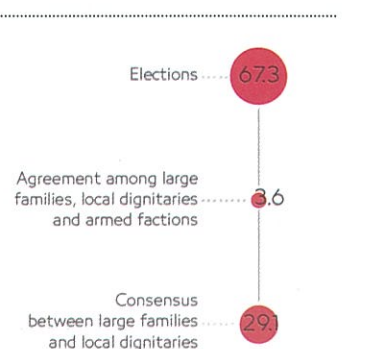 Elections
67.3
Agreement among large
families, local dignitaries
and armed factions
3.6
Consensus
between large families
and local dignitaries
29.1